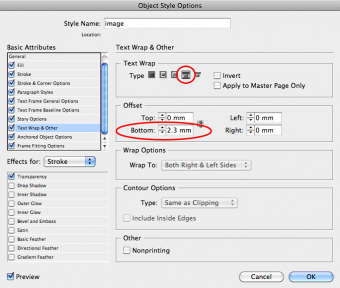 Object Style Options
Style Name: image
Location:
Basic Attributes
General
Fill
Stroke
Stroke & Corner Options
Paragraph Styles
Text Frame General Options
Text Frame Baseline Options
Story Options
Text Wrap & Other
Anchored Object Options
Frame Fitting Options
Effects for: Stroke
Transparency
Drop Shadow
Inner Shadow
Outer Glow
Inner Glow
Bevel and Emboss
Satin
Basic Feather
Directional Feather
Gradient Feather
Preview
Text Wrap & Other
Text Wrap
Type Invert
Apply to Master Page Only
Offset
Top: 0 mm Left: 0 mm
Bottom: 2.3 mm Right: 0 mm
Wrap Options
Wrap To: Both Right & Left Sides
Contour Options
Type: Same as Clipping
Include Inside Edges
Other
Nonprinting
Cancel OK